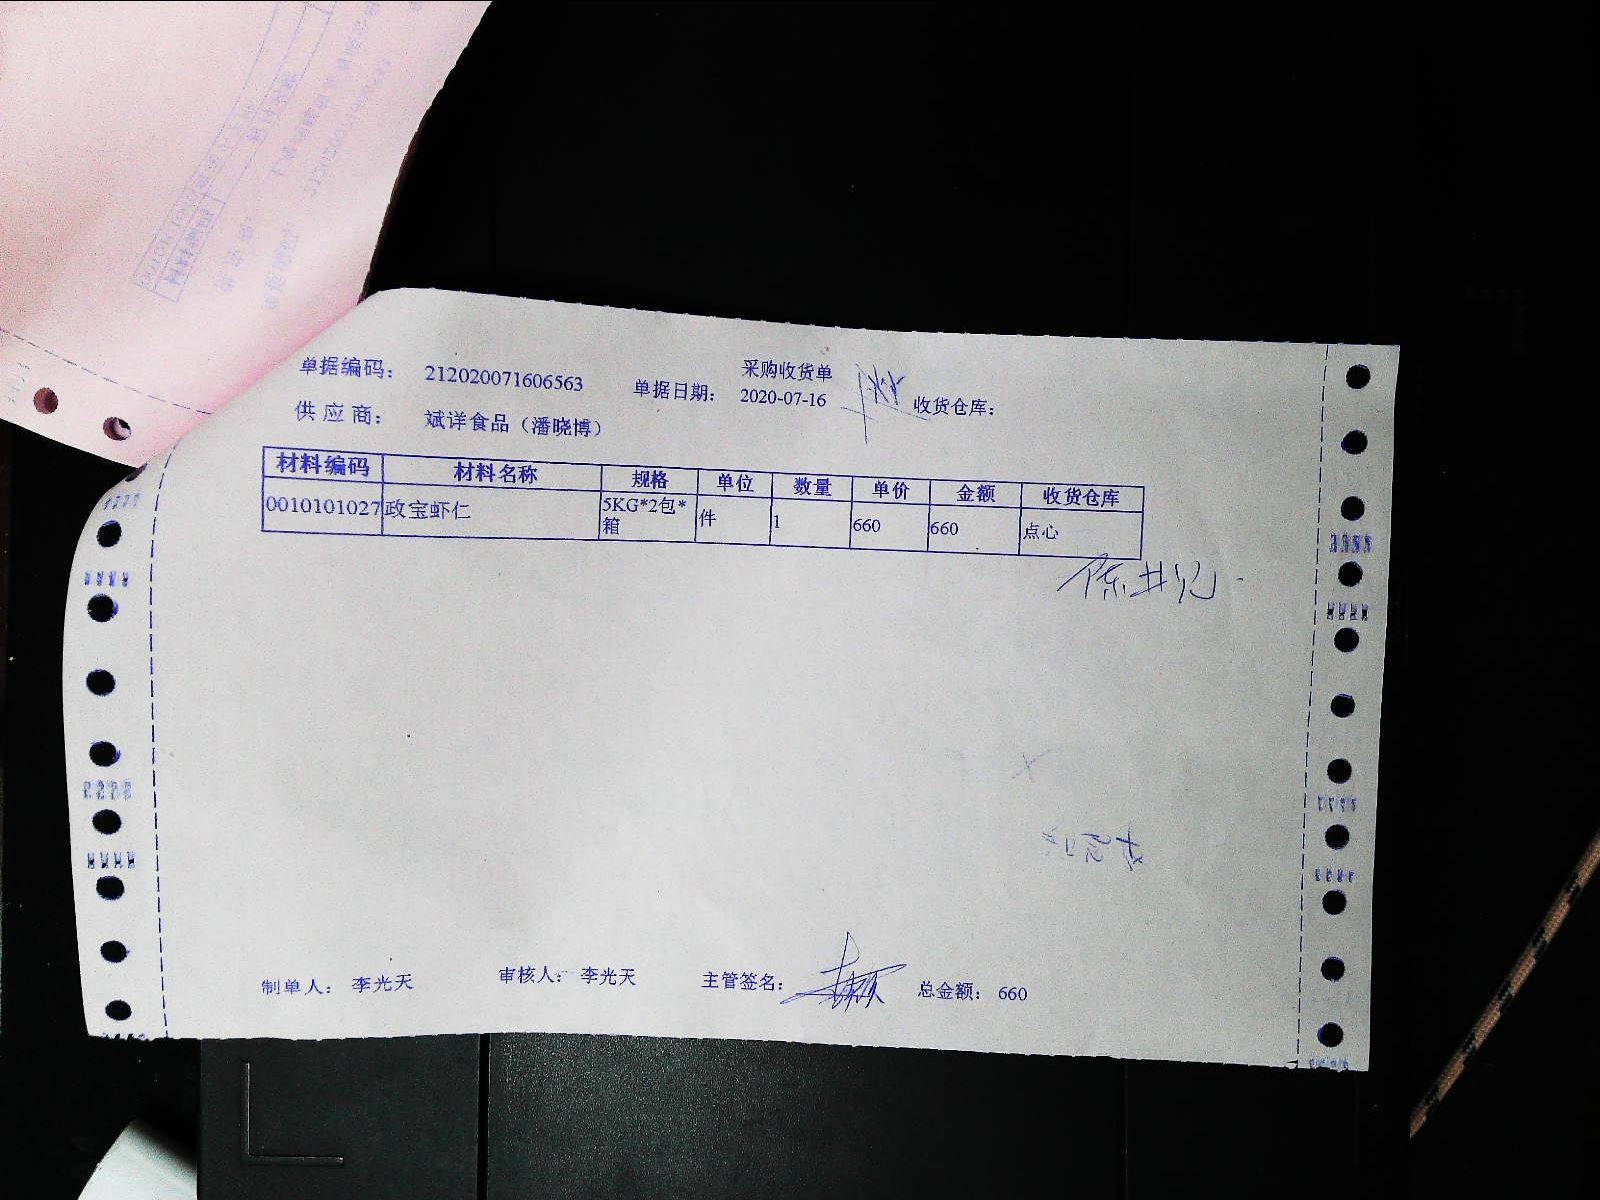 采购收货单
单据编码： 212020071606563 单据日期： 2020-07-16 收货仓库：
供应商： 斌详食品（潘晓博）
材料编码 材料名称 规格 单位 数量 单价 金额 收货仓库
0010101027 政宝虾仁 5KG*2包*箱 件 1 660 660 点心
制单人： 李光天 审核人： 李光天 主管签名： 总金额： 660